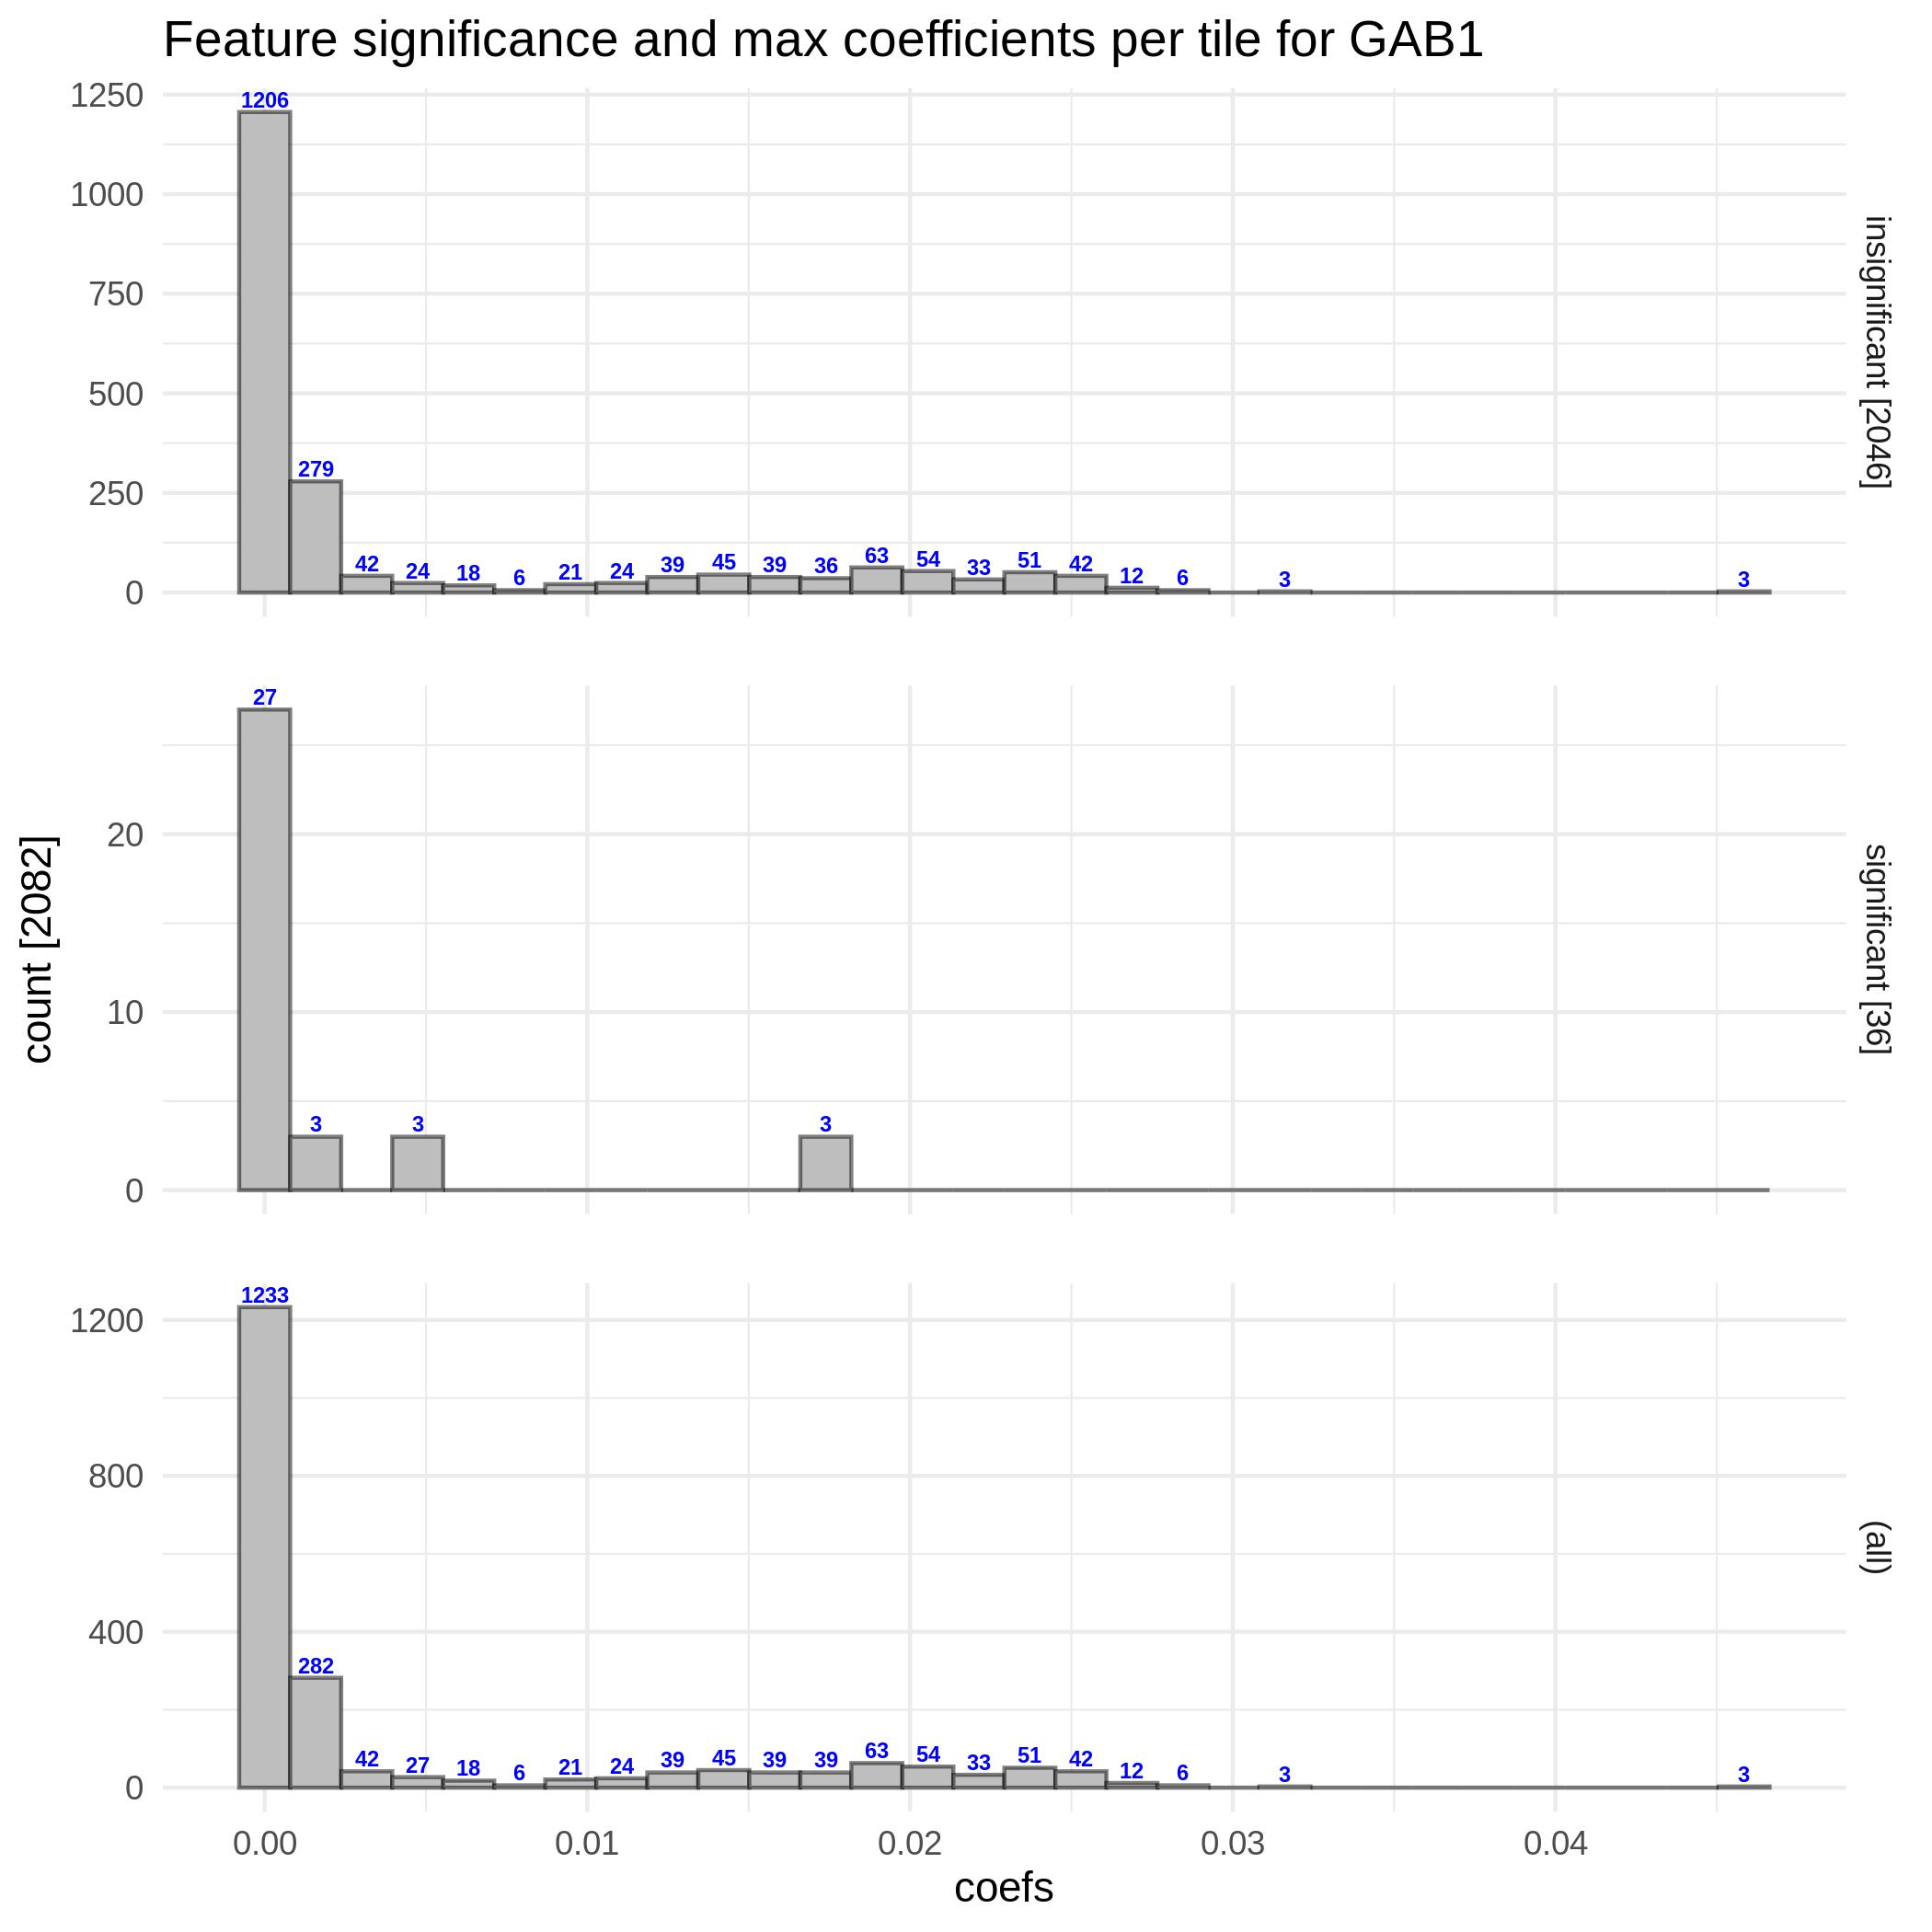 Feature significance and max coefficients per tile for GAB1
1250
1000
750
500
250
0
1206
279
42 24 18 6 21 24 39 45 39 36 63 54 33 51 42 12 6 3 3
insignificant [2046]
count [2082]
20
10
0
27
3 3 3
significant [36]
1200
800
400
0
1233
282
42 27 18 6 21 24 39 45 39 39 63 54 33 51 42 12 6 3 3
(all)
0.00 0.01 0.02 0.03 0.04
coefs